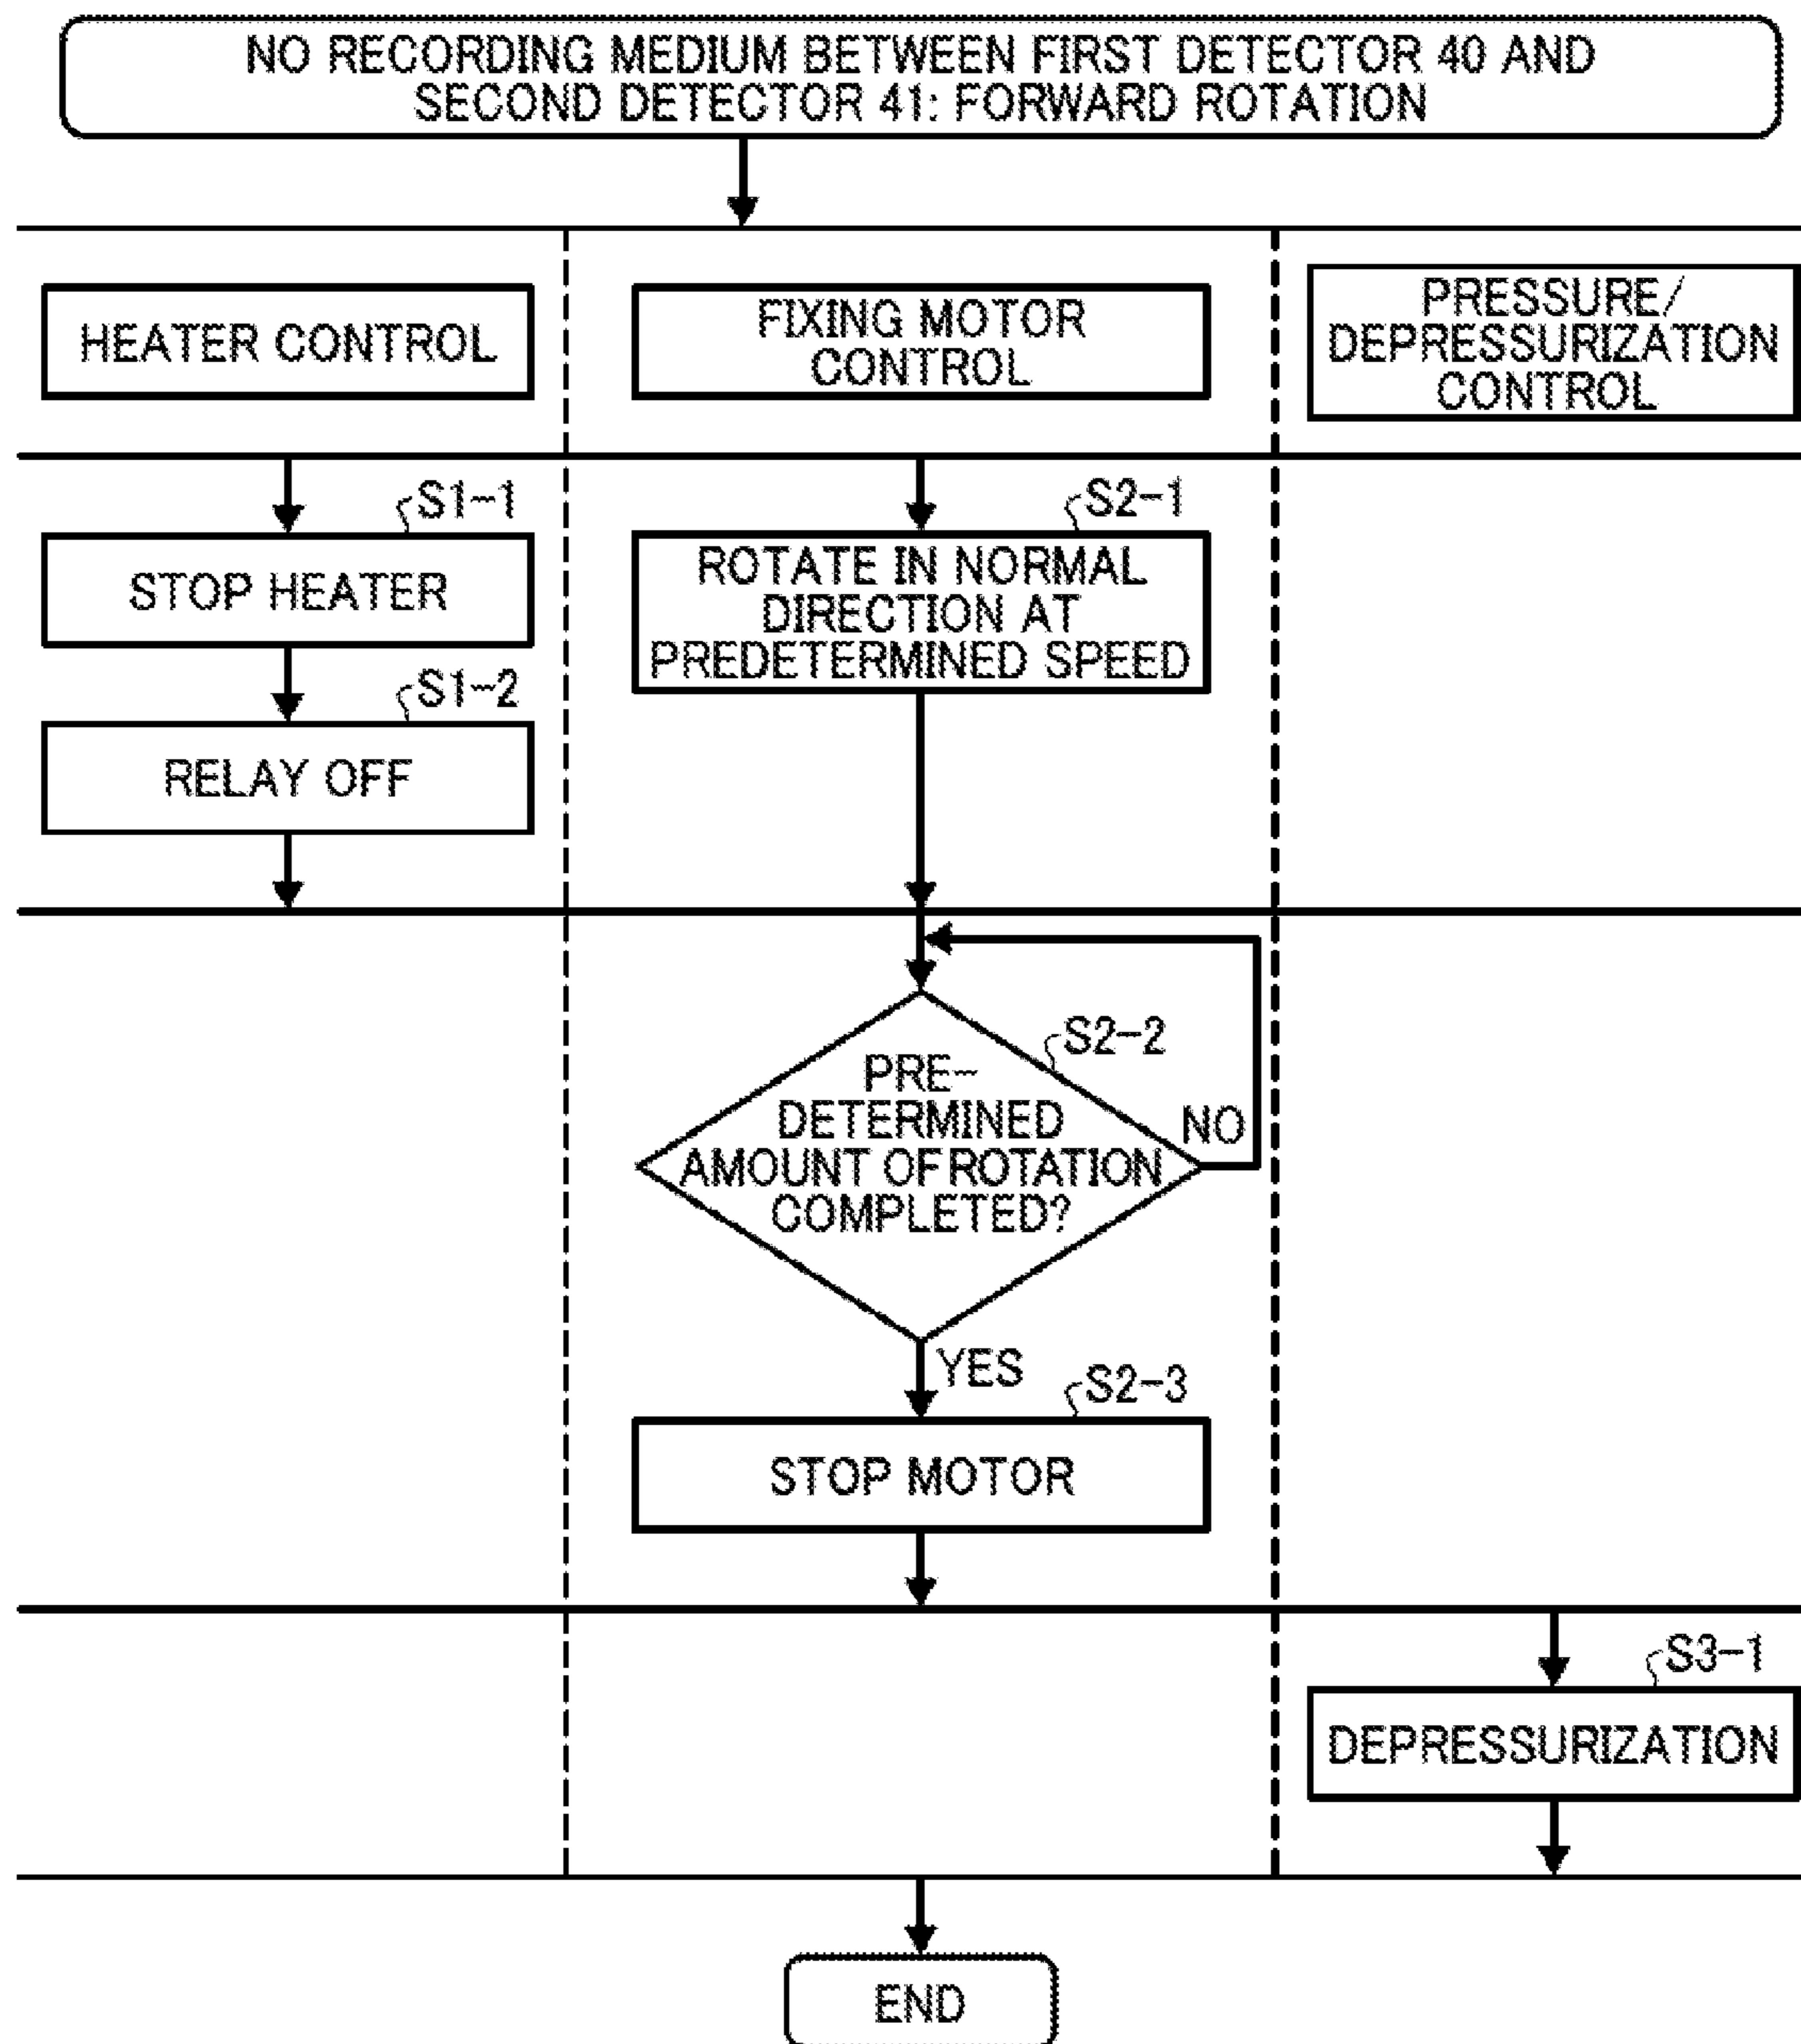 NO RECORDING MEDIUM BETWEEN FIRST DETECTOR 40 AND
SECOND DETECTOR 41: FORWARD ROTATION
HEATER CONTROL
FIXING MOTOR
CONTROL
PRESSURE/
DEPRESSURIZATION
CONTROL
S1-1
STOP HEATER
S1-2
RELAY OFF
S2-1
ROTATE IN NORMAL
DIRECTION AT
PREDETERMINED SPEED
S2-2
PRE-
DETERMINED
AMOUNT OF ROTATION
COMPLETED?
NO
YES
S2-3
STOP MOTOR
S3-1
DEPRESSURIZATION
END